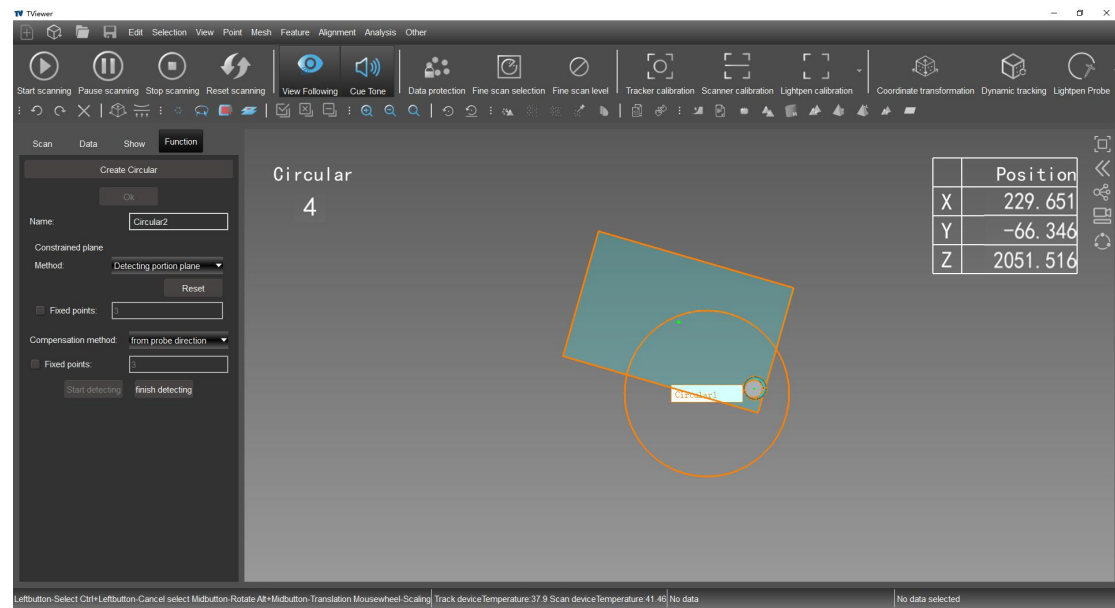 TViewer
Edit Selection View Point Mesh Feature Alignment Analysis Other
Start scanning Pause scanning Stop scanning Reset scanning View Following Cue Tone Data protection Fine scan selection Fine scan level Tracker calibration Scanner calibration Lightpen calibration Coordinate transformation Dynamic tracking Lightpen Probe
Scan Data Show Function
Create Circular
Ok
Name: Circular2
Constrained plane
Method: Detecting portion plane
Reset
Fixed points: 3
Compensation method: from probe direction
Fixed points: 3
Start detecting finish detecting
Circular
4
Position
X 229.651
Y -66.346
Z 2051.516
Circular1
Leftbutton-Select Ctrl+Leftbutton-Cancel select Midbutton-Rotate Alt+Midbutton-Translation Mousewheel-Scaling Track deviceTemperature:37.9 Scan deviceTemperature:41.46 No data No data selected